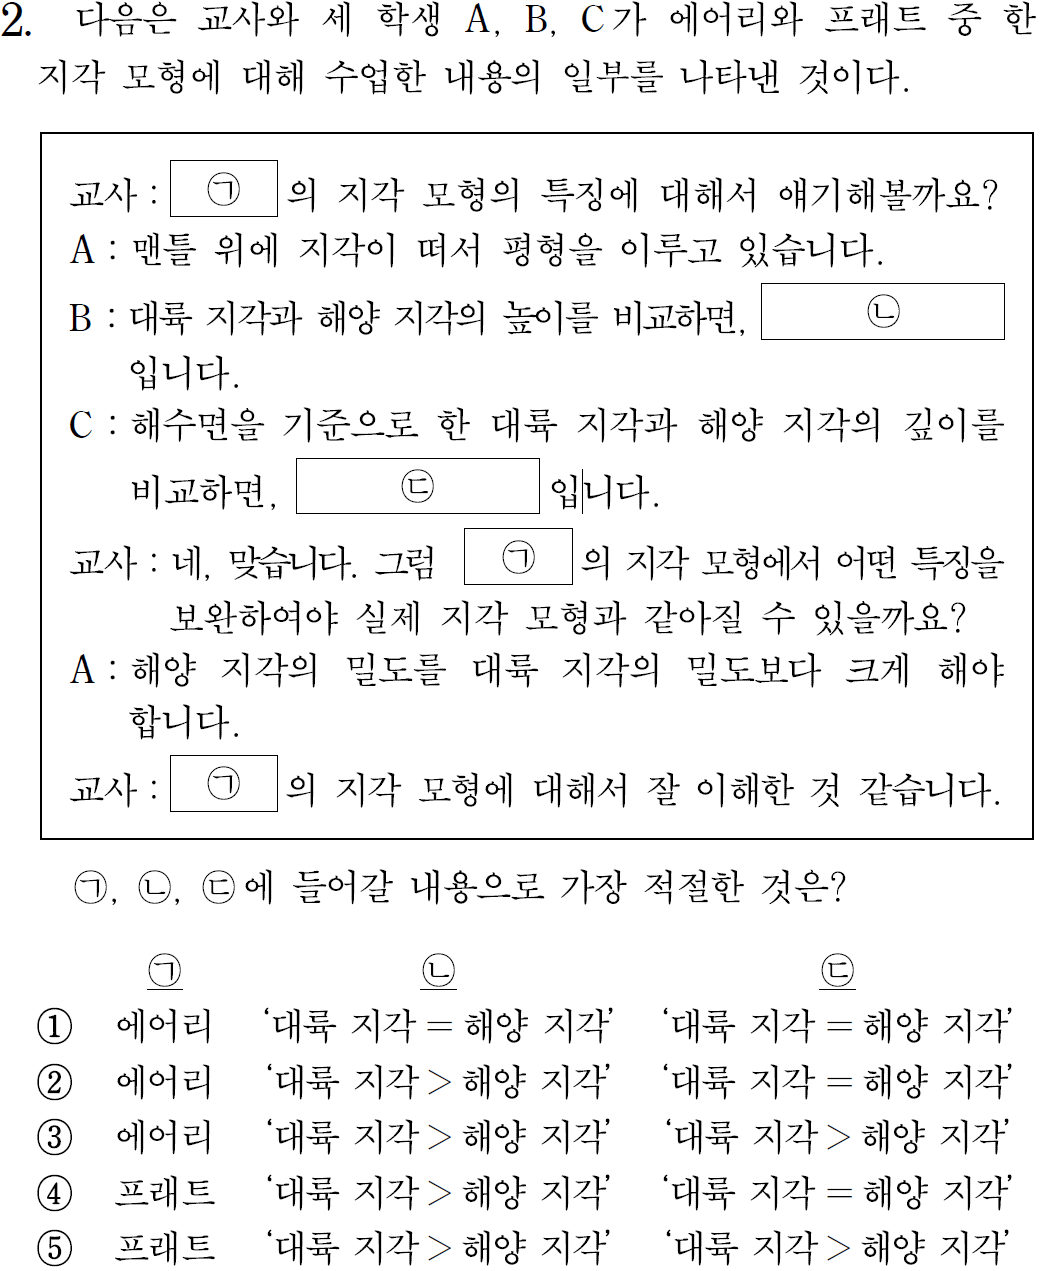 2. 다음은 교사와 세 학생 A, B, C가 에어리와 프래트 중 한
지각 모형에 대해 수업한 내용의 일부를 나타낸 것이다.
교사 : ㉠ 의 지각 모형의 특징에 대해서 얘기해볼까요?
A : 맨틀 위에 지각이 떠서 평형을 이루고 있습니다.
B : 대륙 지각과 해양 지각의 높이를 비교하면, ㉡
입니다.
C : 해수면을 기준으로 한 대륙 지각과 해양 지각의 깊이를
비교하면, ㉢ 입니다.
교사 : 네, 맞습니다. 그럼 ㉠ 의 지각 모형에서 어떤 특징을
보완하여야 실제 지각 모형과 같아질 수 있을까요?
A : 해양 지각의 밀도를 대륙 지각의 밀도보다 크게 해야
합니다.
교사 : ㉠ 의 지각 모형에 대해서 잘 이해한 것 같습니다.
㉠, ㉡, ㉢에 들어갈 내용으로 가장 적절한 것은?
㉠ ㉡ ㉢
① 에어리 ‘대륙 지각 = 해양 지각’ ‘대륙 지각 = 해양 지각’
② 에어리 ‘대륙 지각 > 해양 지각’ ‘대륙 지각 = 해양 지각’
③ 에어리 ‘대륙 지각 > 해양 지각’ ‘대륙 지각 > 해양 지각’
④ 프래트 ‘대륙 지각 > 해양 지각’ ‘대륙 지각 = 해양 지각’
⑤ 프래트 ‘대륙 지각 > 해양 지각’ ‘대륙 지각 > 해양 지각’